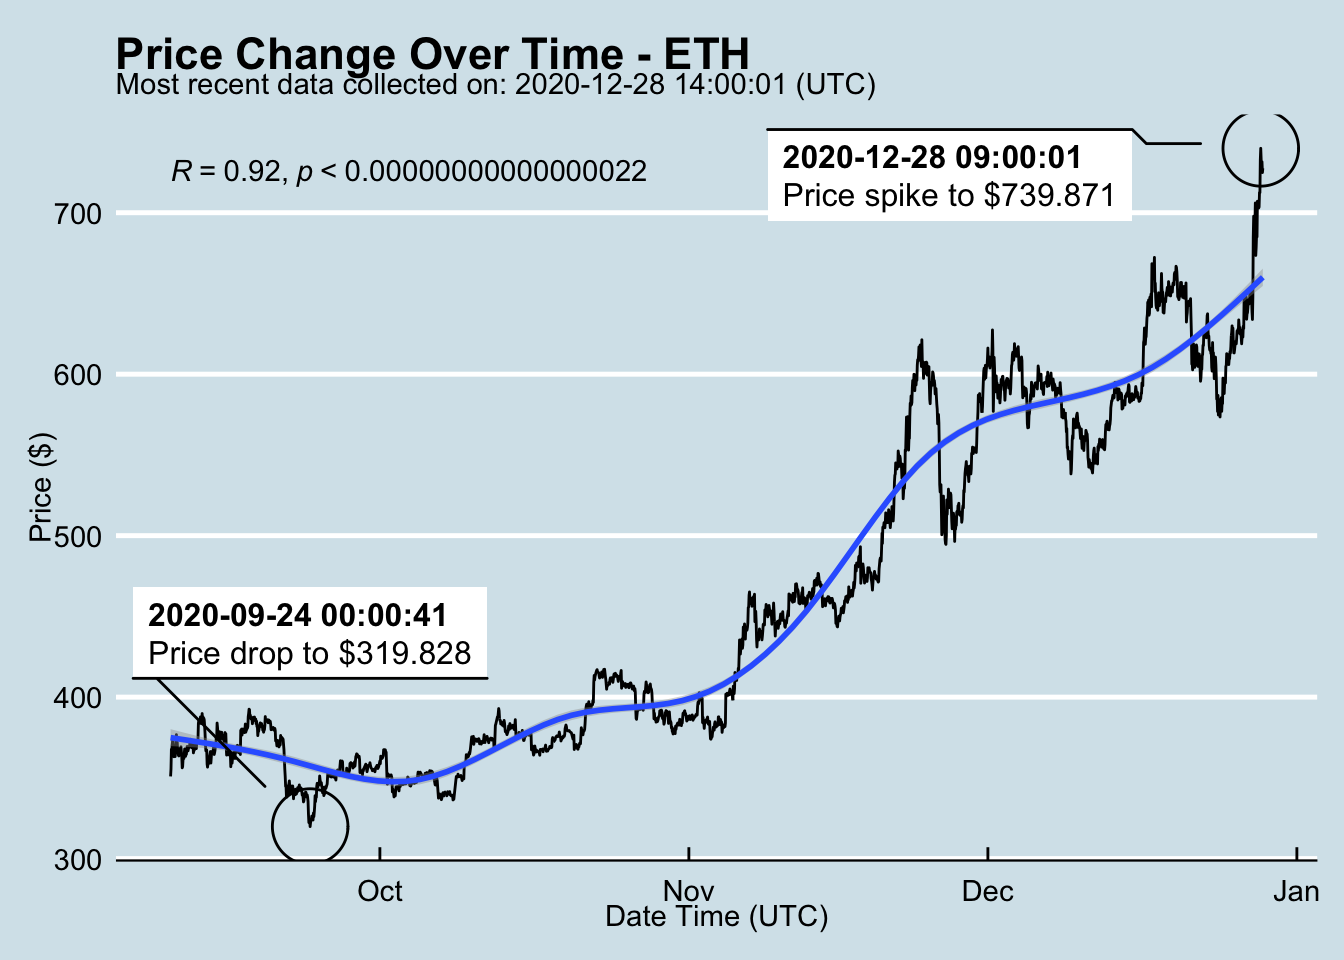 Price Change Over Time - ETH
Most recent data collected on: 2020-12-28 14:00:01 (UTC)
R = 0.92, p < 0.00000000000000022
2020-12-28 09:00:01
Price spike to $739.871
700
600
500
400
300
Price ($)
2020-09-24 00:00:41
Price drop to $319.828
Oct
Nov
Dec
Jan
Date Time (UTC)